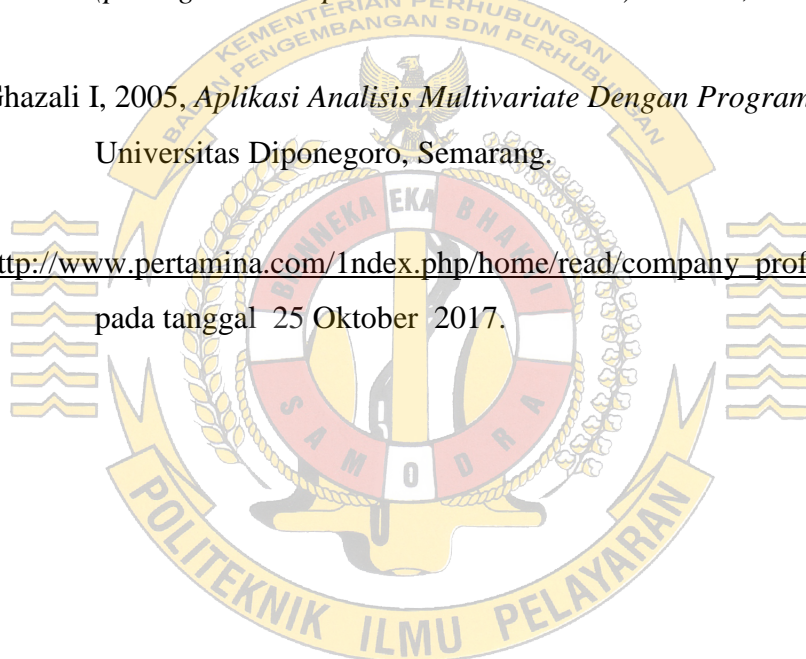 KEMENTERIAN PERHUBUNGAN
BADAN PENGEMBANGAN SDM PERHUBUNGAN
Ghazali I, 2005, Aplikasi Analisis Multivariate Dengan Program
Universitas Diponegoro, Semarang.
BHINNEKA EKA BHAKTI
ttp://www.pertamina.com/1ndex.php/home/read/company_prof
pada tanggal 25 Oktober 2017.
SAMODRA
POLITEKNIK ILMU PELAYARAN